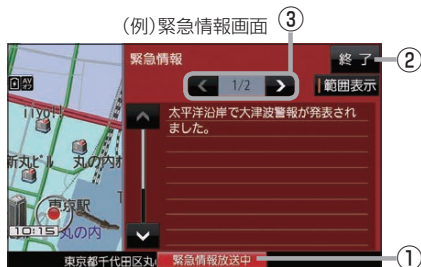 (例)緊急情報画面
③
緊急情報
終 了
②
1/2
範囲表示
AV
オフ
太平洋沿岸で大津波警報が発表され
ました。
新丸ビル
丸の内
東京駅
10:15
丸の内
東京都千代田区丸
緊急情報放送中
①